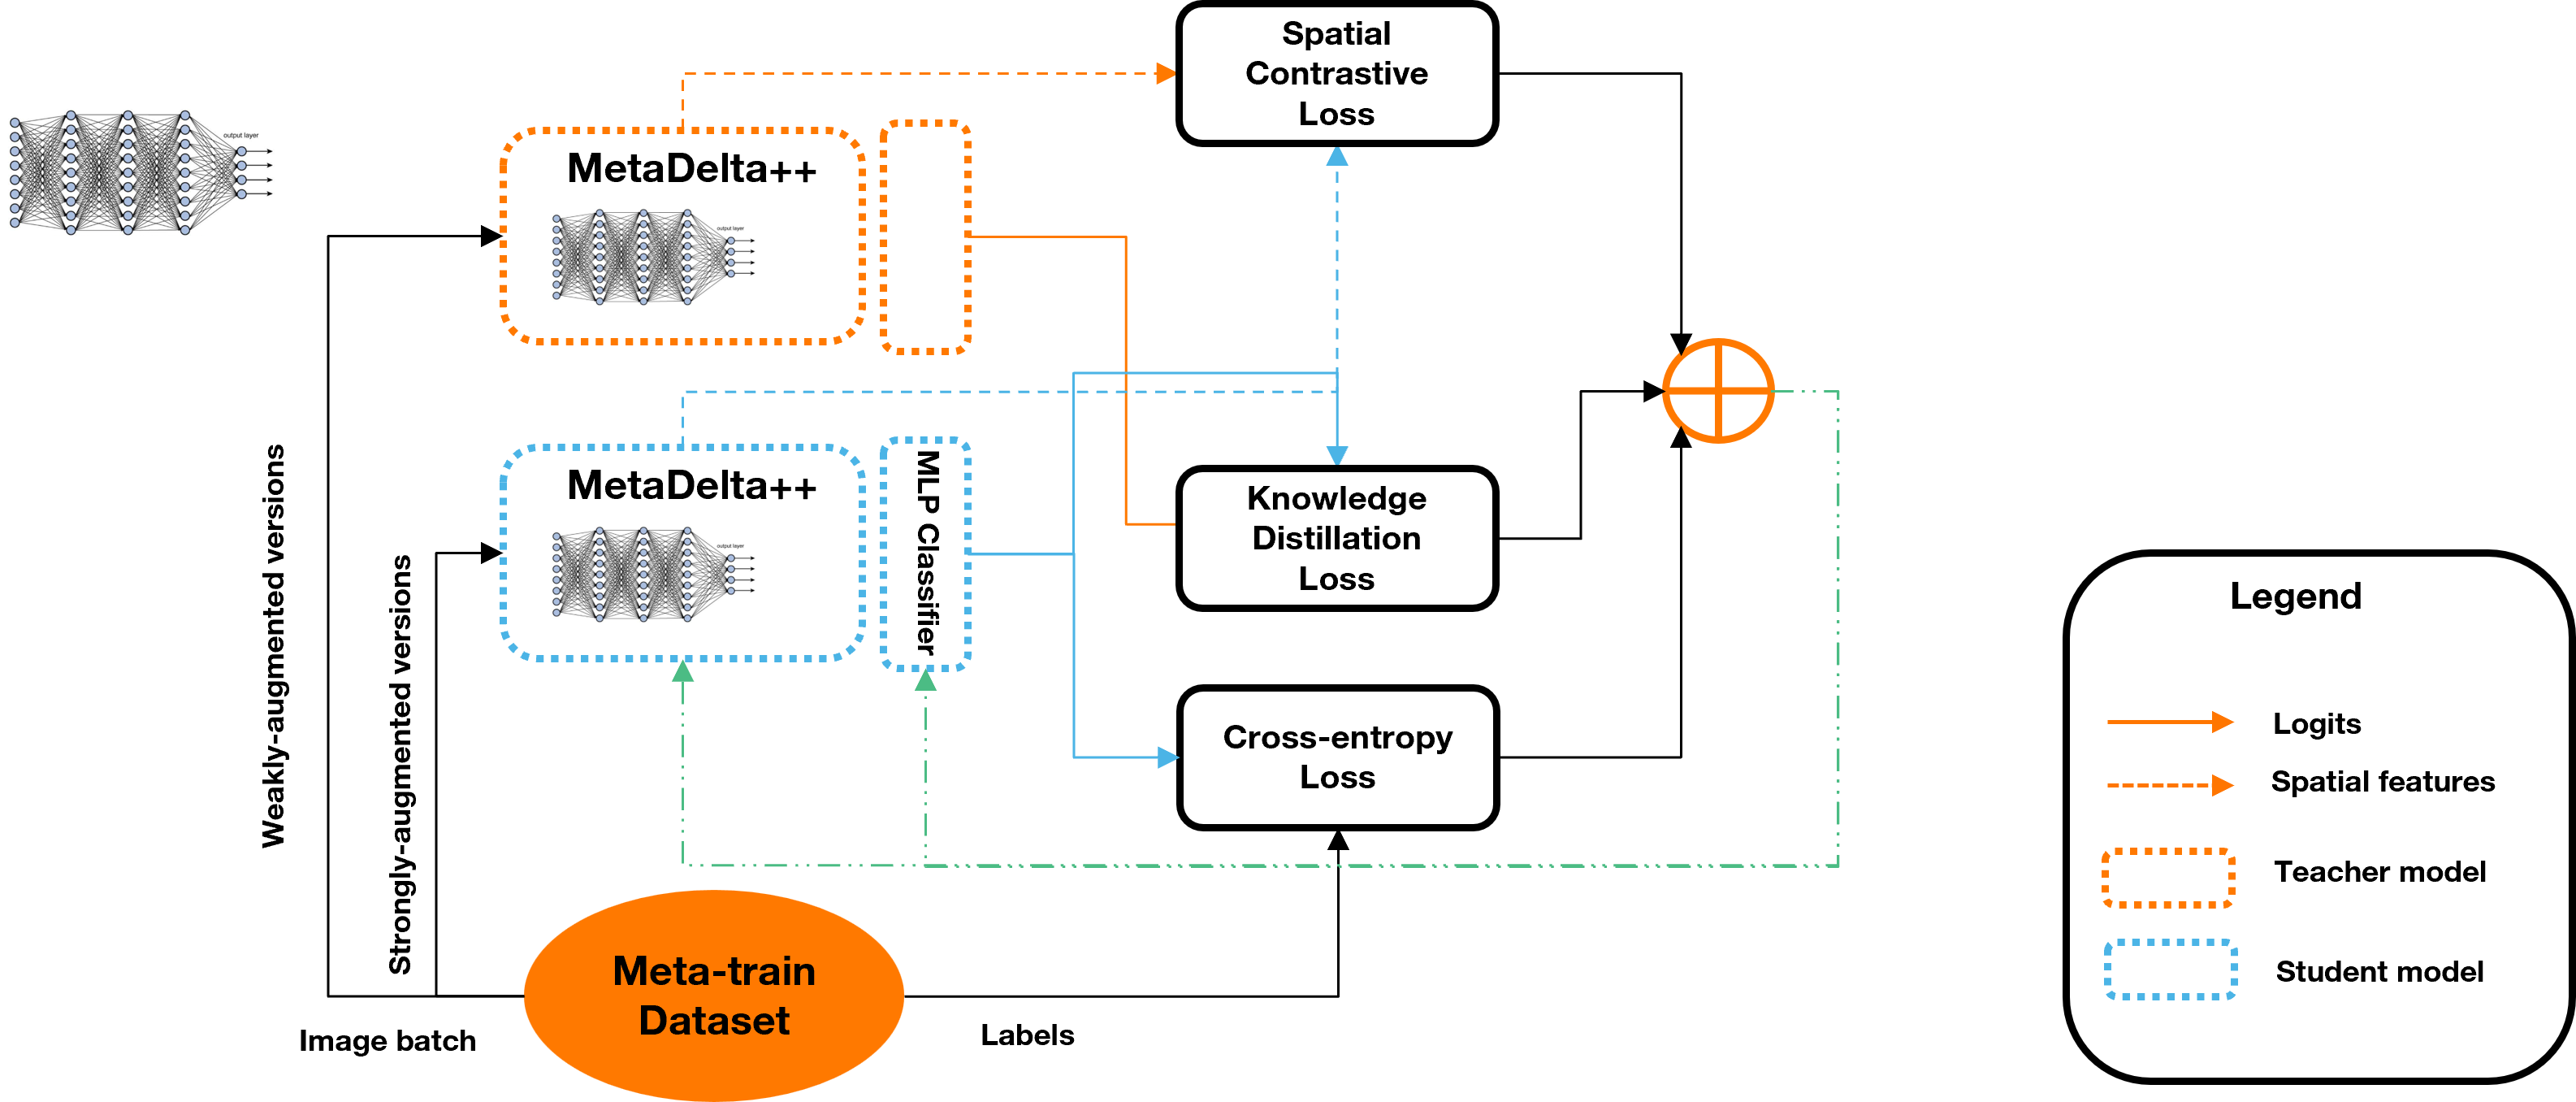 Spatial
Contrastive
Loss
output layer
MetaDelta++
output layer
MetaDelta++
output layer
MLP Classifier
Knowledge
Distillation
Loss
Cross-entropy
Loss
Weakly-augmented versions
Strongly-augmented versions
Meta-train
Dataset
Image batch
Labels
Legend
Logits
Spatial features
Teacher model
Student model